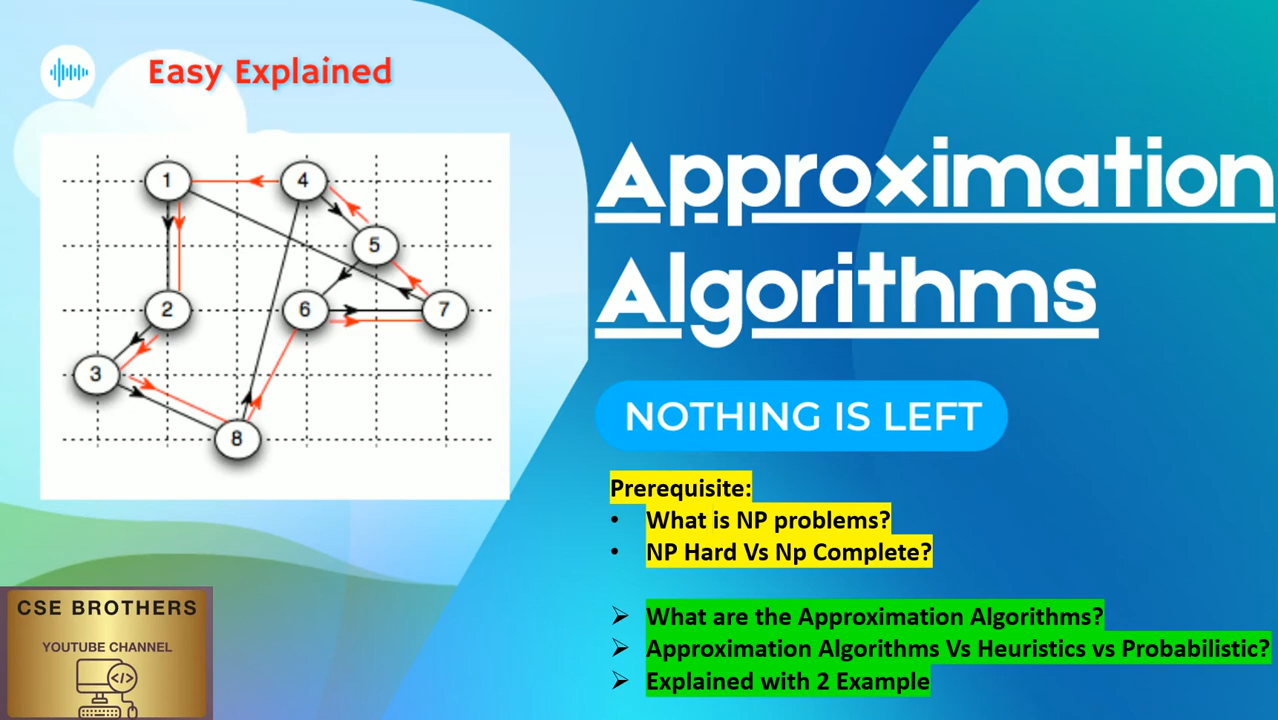 Easy Explained
1
4
5
2
6
7
3
8
Approximation
Algorithms
NOTHING IS LEFT
Prerequisite:
• What is NP problems?
• NP Hard Vs Np Complete?
➢ What are the Approximation Algorithms?
➢ Approximation Algorithms Vs Heuristics vs Probabilistic?
➢ Explained with 2 Example
CSE BROTHERS
YOUTUBE CHANNEL
</>